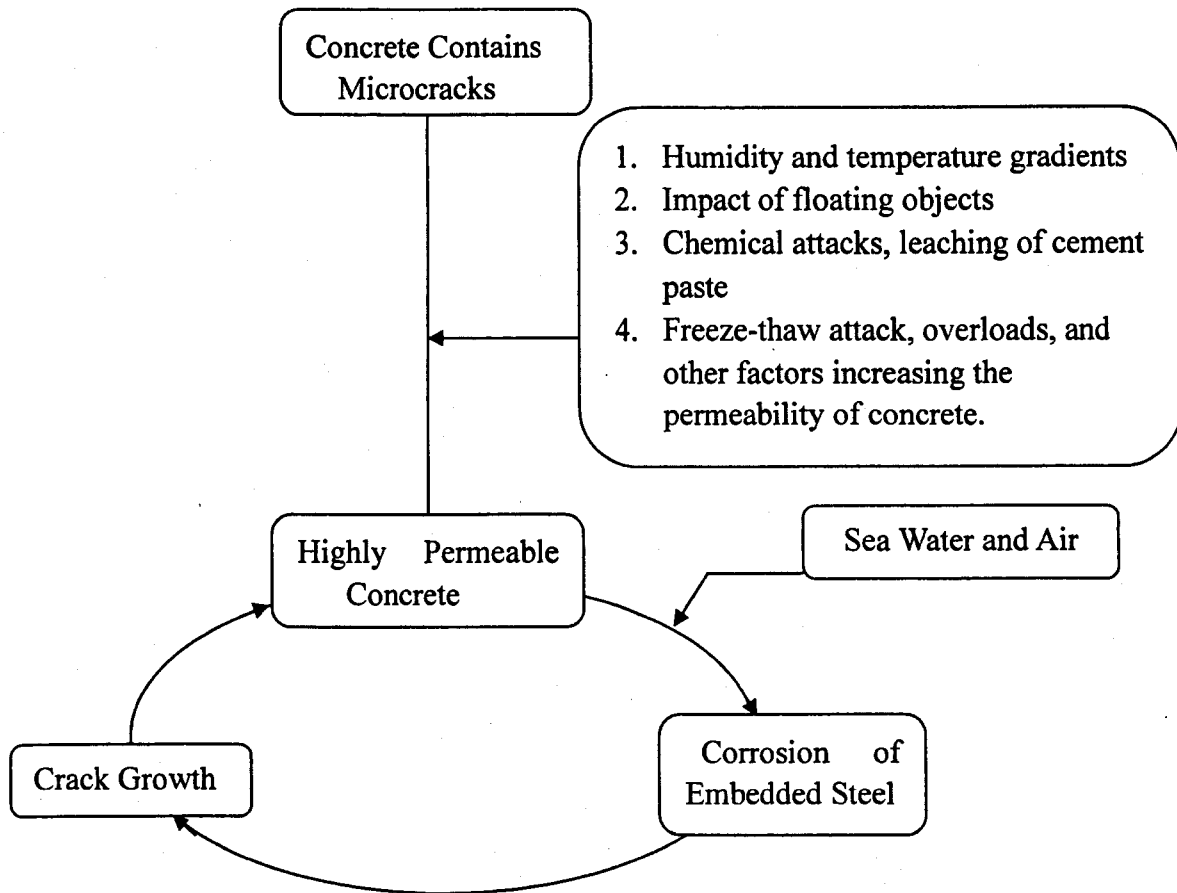 Concrete Contains
Microcracks
1. Humidity and temperature gradients
2. Impact of floating objects
3. Chemical attacks, leaching of cement
paste
4. Freeze-thaw attack, overloads, and
other factors increasing the
permeability of concrete.
Highly Permeable
Concrete
Sea Water and Air
Corrosion of
Embedded Steel
Crack Growth